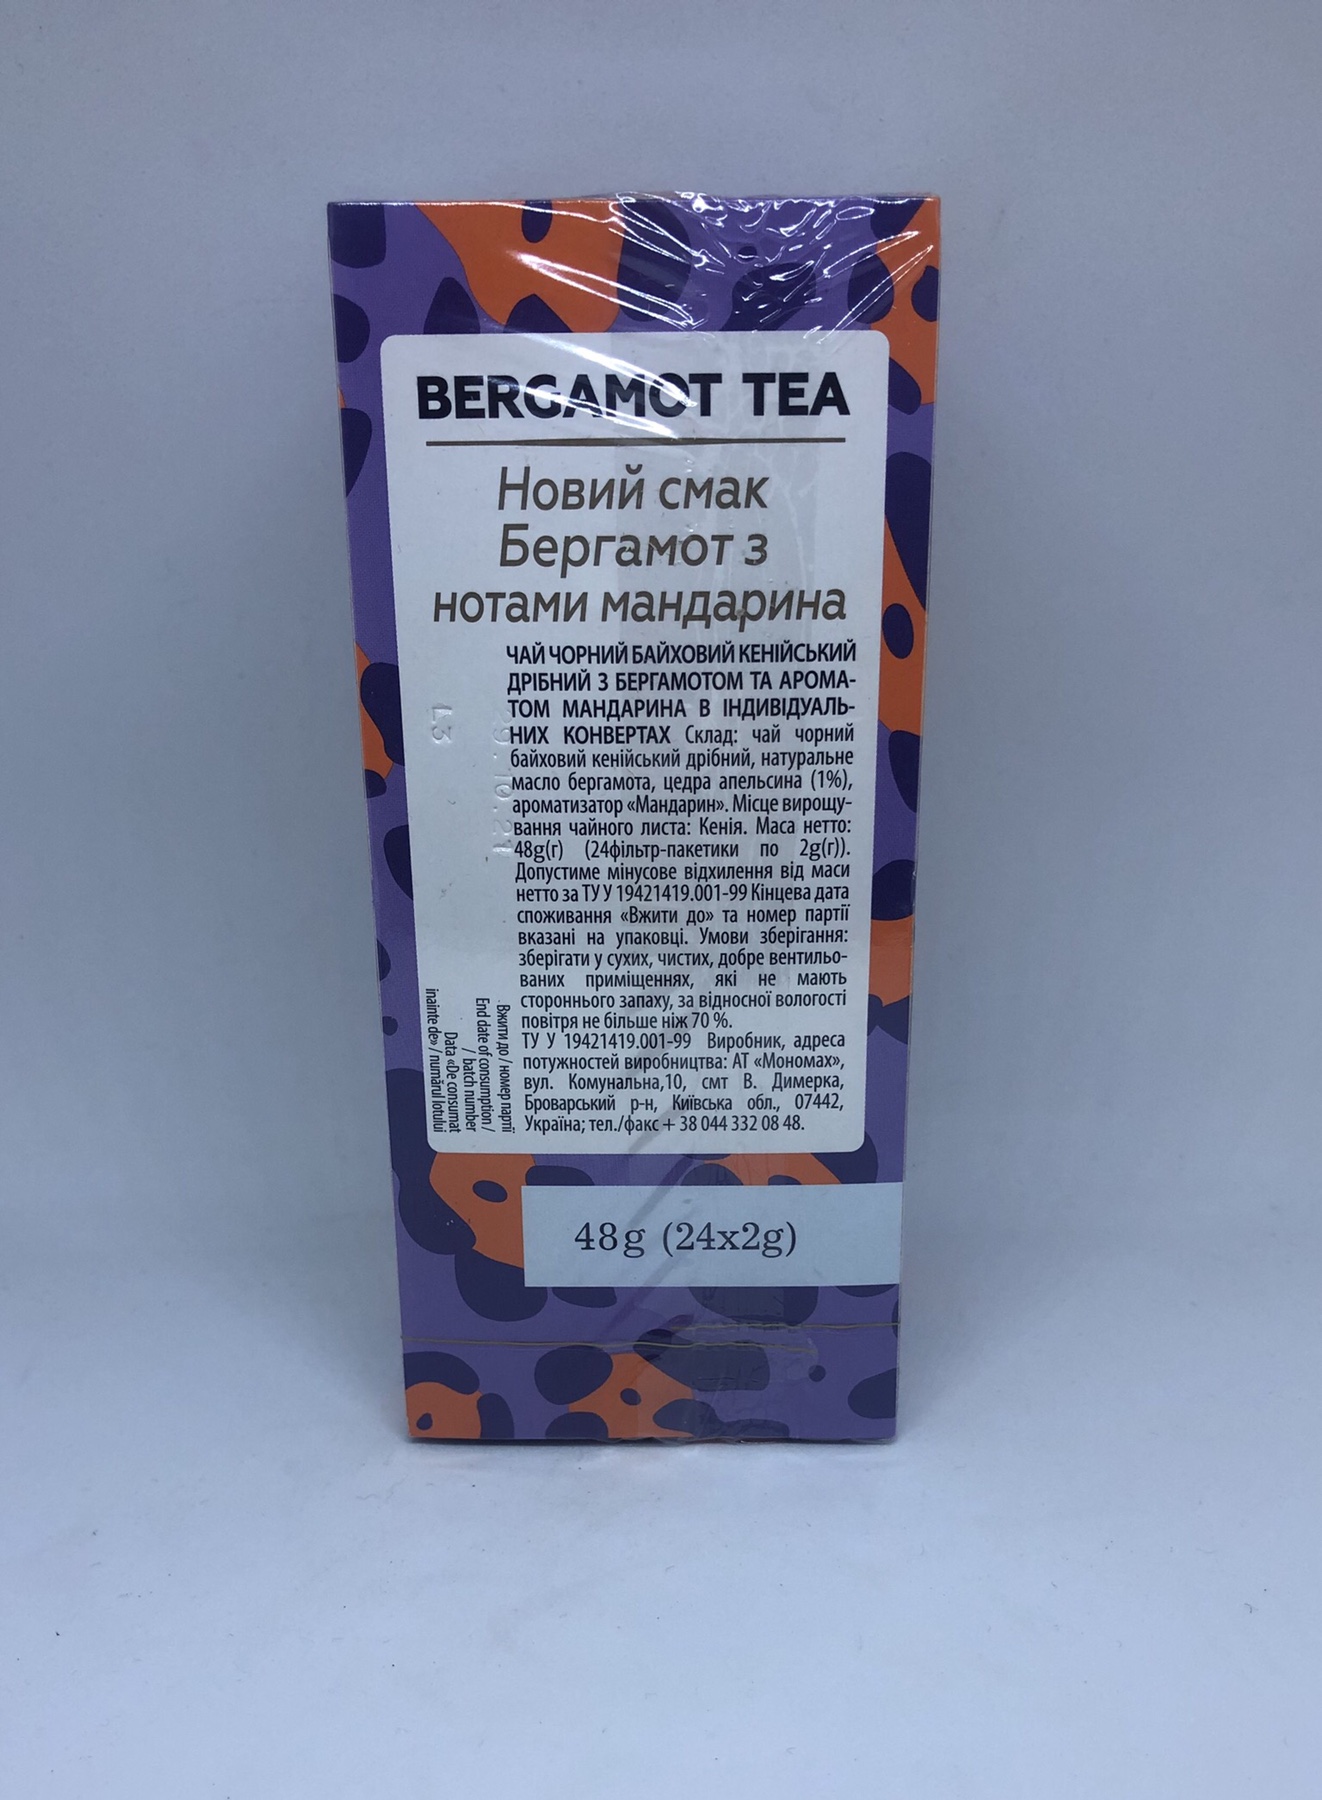 BERGAMOT TEA
Новий смак
Бергамот з
нотами мандарина
ЧАЙ ЧОРНИЙ БАЙХОВИЙ КЕНІЙСЬКИЙ
ДРІБНИЙ З БЕРГАМОТОМ ТА АРОМА-
ТОМ МАНДАРИНА В ІНДИВІДУАЛЬ-
НИХ КОНВЕРТАХ Склад: чай чорний
байховий кенійський дрібний, натуральне
масло бергамота, цедра апельсина (1%),
ароматизатор «Мандарин». Місце вирощу-
вання чайного листа: Кенія. Маса нетто:
48g(г) (24фільтр-пакетики по 2g(г)).
Допустиме мінусове відхилення від маси
нетто за ТУ У 19421419.001-99 Кінцева дата
споживання «Вжити до» та номер партії
вказані на упаковці. Умови зберігання:
зберігати у сухих, чистих, добре вентильо-
ваних приміщеннях, які не мають
стороннього запаху, за відносної вологості
повітря не більше ніж 70 %.
ТУ У 19421419.001-99 Виробник, адреса
потужностей виробництва: АТ «Мономах»,
вул. Комунальна,10, смт В. Димерка,
Броварський р-н, Київська обл., 07442,
Україна; тел./факс + 38 044 332 08 48.
L3
10.21
Вжити до / номер партії
End date of consumption /
/ batch number
Data «De consumat
inainte de» / numărul lotului
48g (24x2g)